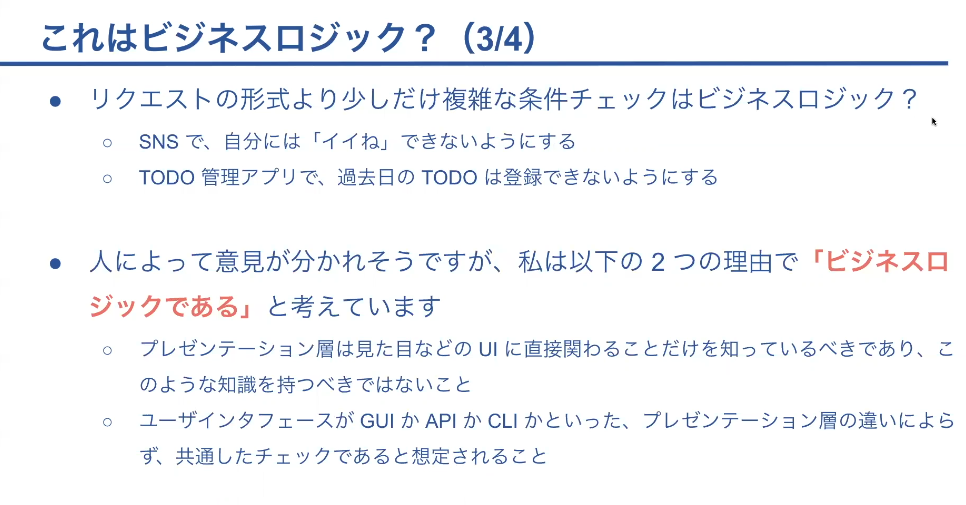 これはビジネスロジック？（3/4）
● リクエストの形式より少しだけ複雑な条件チェックはビジネスロジック？
○ SNS で、自分には「イイね」できないようにする
○ TODO 管理アプリで、過去日の TODO は登録できないようにする
● 人によって意見が分かれそうですが、私は以下の 2 つの理由で「ビジネスロ
ジックである」と考えています
○ プレゼンテーション層は見た目などの UI に直接関わることだけを知っているべきであり、こ
のような知識を持つべきではないこと
○ ユーザインタフェースが GUI か API か CLI かといった、プレゼンテーション層の違いによら
ず、共通したチェックであると想定されること